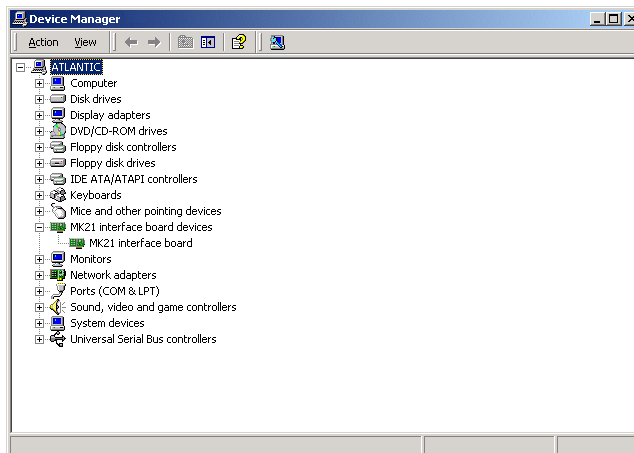 Device Manager
Action View
ATLANTIC
Computer
Disk drives
Display adapters
DVD/CD-ROM drives
Floppy disk controllers
Floppy disk drives
IDE ATA/ATAPI controllers
Keyboards
Mice and other pointing devices
MK21 interface board devices
MK21 interface board
Monitors
Network adapters
Ports (COM & LPT)
Sound, video and game controllers
System devices
Universal Serial Bus controllers